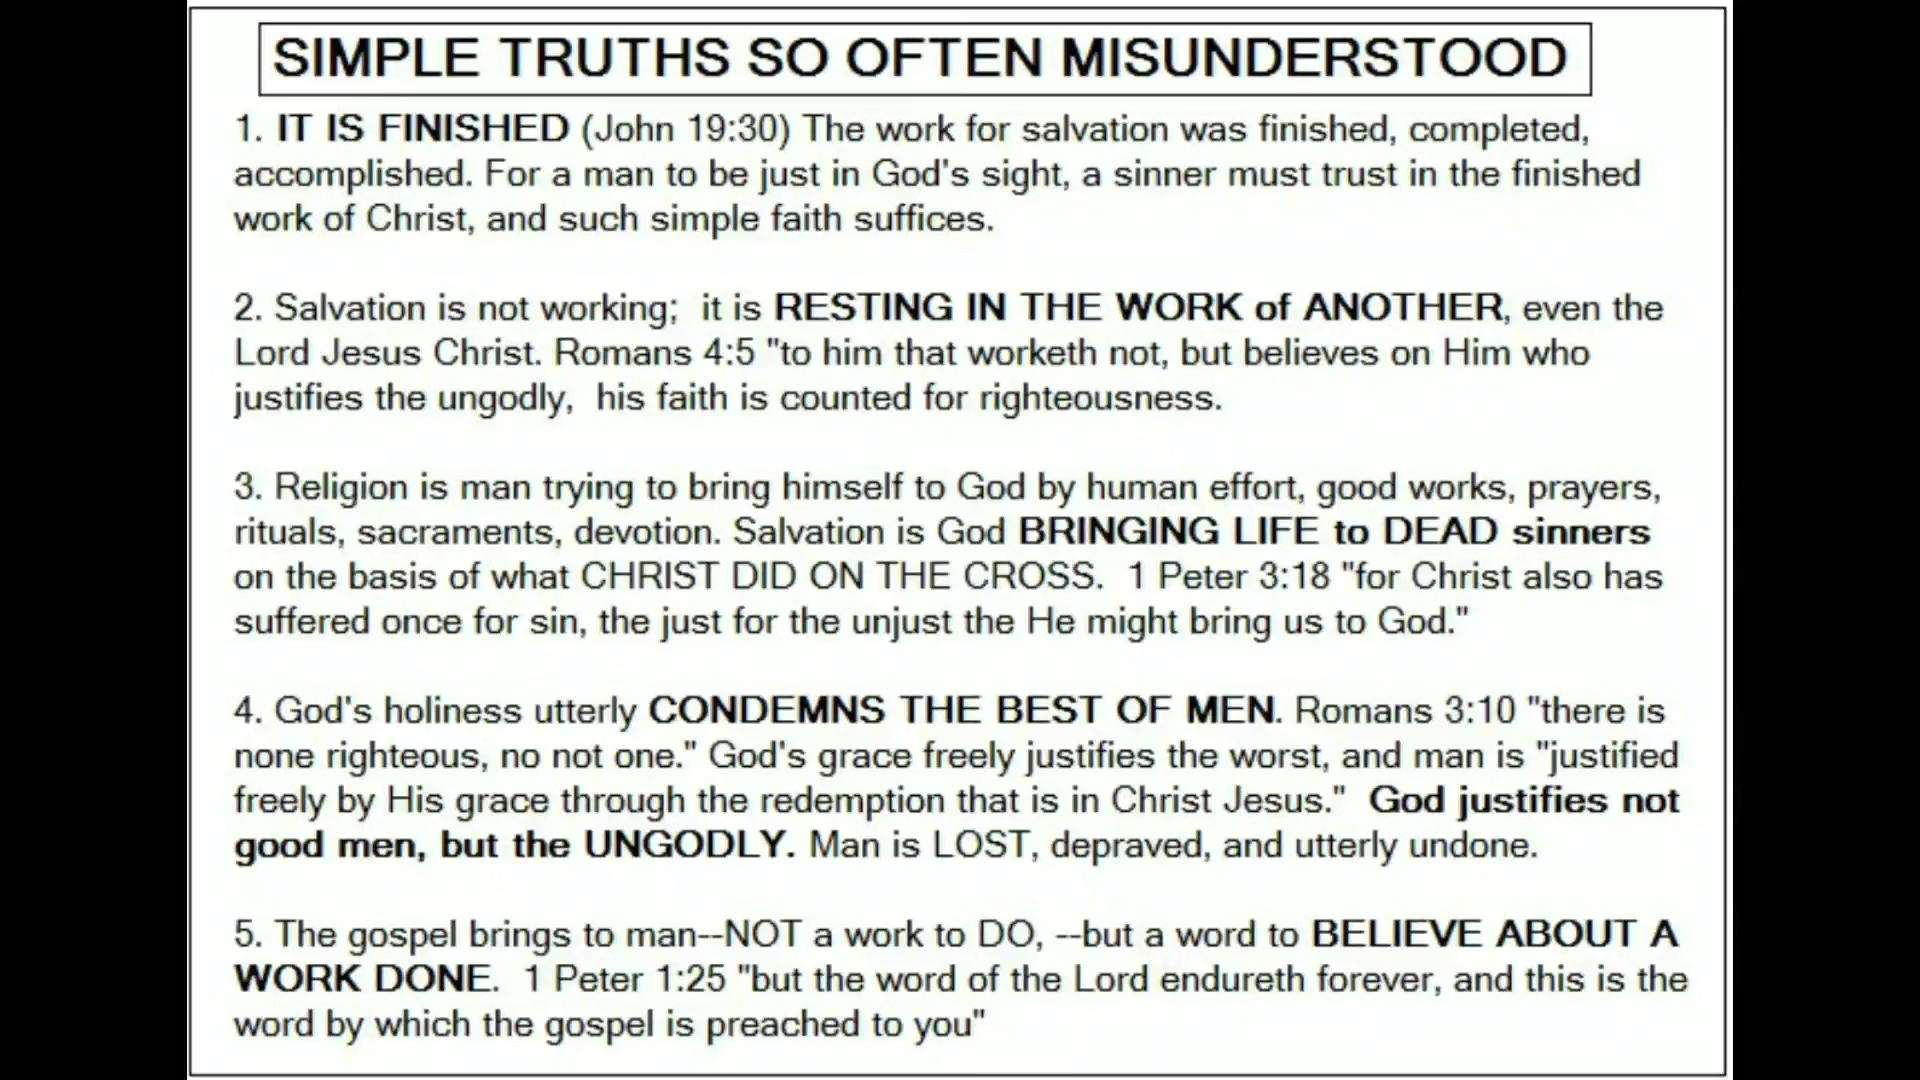 SIMPLE TRUTHS SO OFTEN MISUNDERSTOOD
1. IT IS FINISHED (John 19:30) The work for salvation was finished, completed,
accomplished. For a man to be just in God's sight, a sinner must trust in the finished
work of Christ, and such simple faith suffices.
2. Salvation is not working;  it is RESTING IN THE WORK of ANOTHER, even the
Lord Jesus Christ. Romans 4:5 "to him that worketh not, but believes on Him who
justifies the ungodly,  his faith is counted for righteousness.
3. Religion is man trying to bring himself to God by human effort, good works, prayers,
rituals, sacraments, devotion. Salvation is God BRINGING LIFE to DEAD sinners
on the basis of what CHRIST DID ON THE CROSS.  1 Peter 3:18 "for Christ also has
suffered once for sin, the just for the unjust the He might bring us to God."
4. God's holiness utterly CONDEMNS THE BEST OF MEN. Romans 3:10 "there is
none righteous, no not one." God's grace freely justifies the worst, and man is "justified
freely by His grace through the redemption that is in Christ Jesus."  God justifies not
good men, but the UNGODLY. Man is LOST, depraved, and utterly undone.
5. The gospel brings to man--NOT a work to DO, --but a word to BELIEVE ABOUT A
WORK DONE.  1 Peter 1:25 "but the word of the Lord endureth forever, and this is the
word by which the gospel is preached to you"